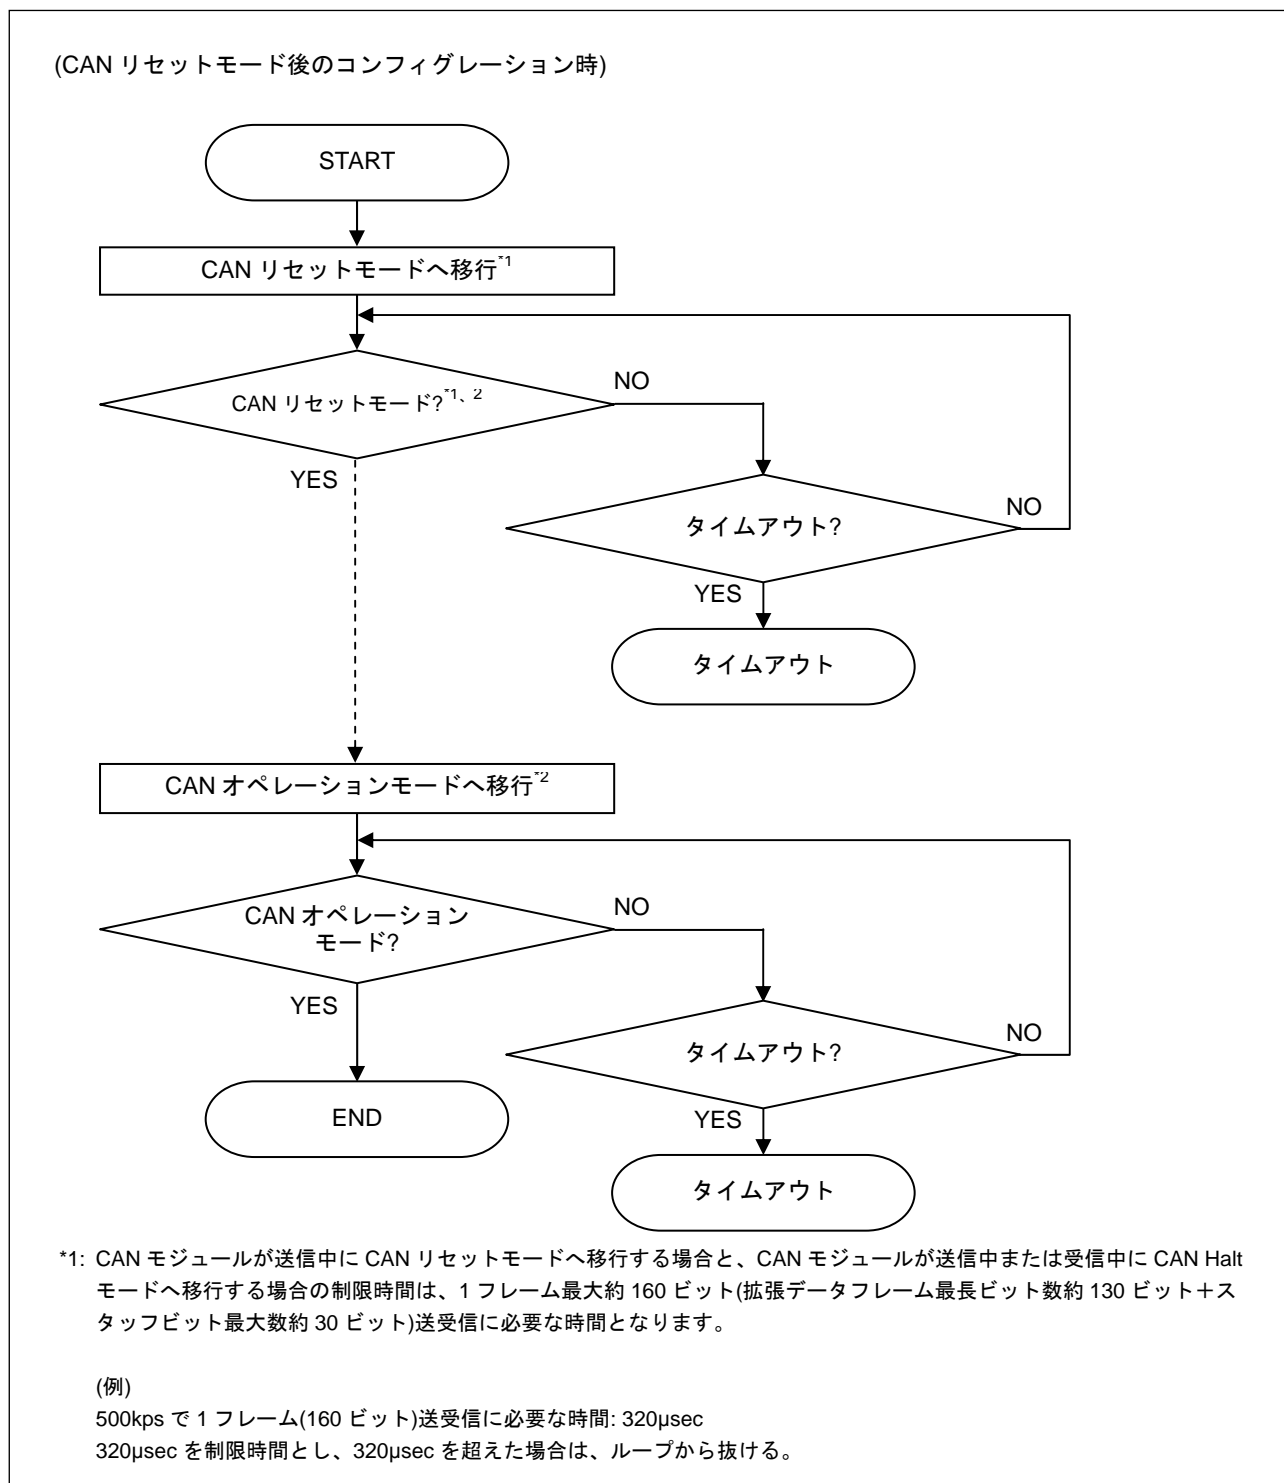 (CAN リセットモード後のコンフィグレーション時)
START
CAN リセットモードへ移行*1
CAN リセットモード?*1、2
NO
YES
タイムアウト?
NO
YES
タイムアウト
CAN オペレーションモードへ移行*2
CAN オペレーション
モード?
NO
YES
タイムアウト?
NO
END
YES
タイムアウト
*1: CAN モジュールが送信中に CAN リセットモードへ移行する場合と、CAN モジュールが送信中または受信中に CAN Halt
モードへ移行する場合の制限時間は、1 フレーム最大約 160 ビット(拡張データフレーム最長ビット数約 130 ビット＋ス
タッフビット最大数約 30 ビット)送受信に必要な時間となります。
(例)
500kps で 1 フレーム(160 ビット)送受信に必要な時間: 320μsec
320μsec を制限時間とし、320μsec を超えた場合は、ループから抜ける。